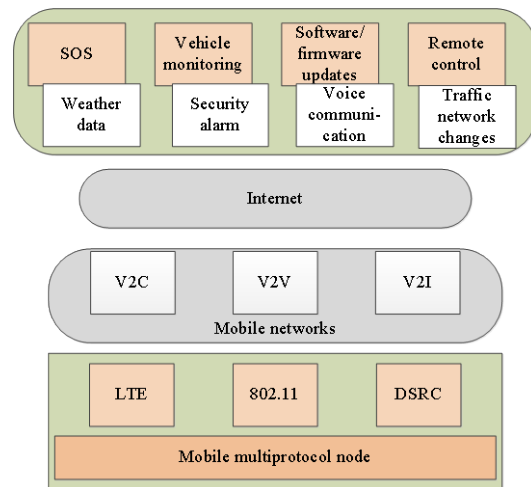 SOS
Vehicle
monitoring
Software/
firmware
updates
Remote
control
Weather
data
Security
alarm
Voice
communi-
cation
Traffic
network
changes
Internet
V2C
V2V
V2I
Mobile networks
LTE
802.11
DSRC
Mobile multiprotocol node